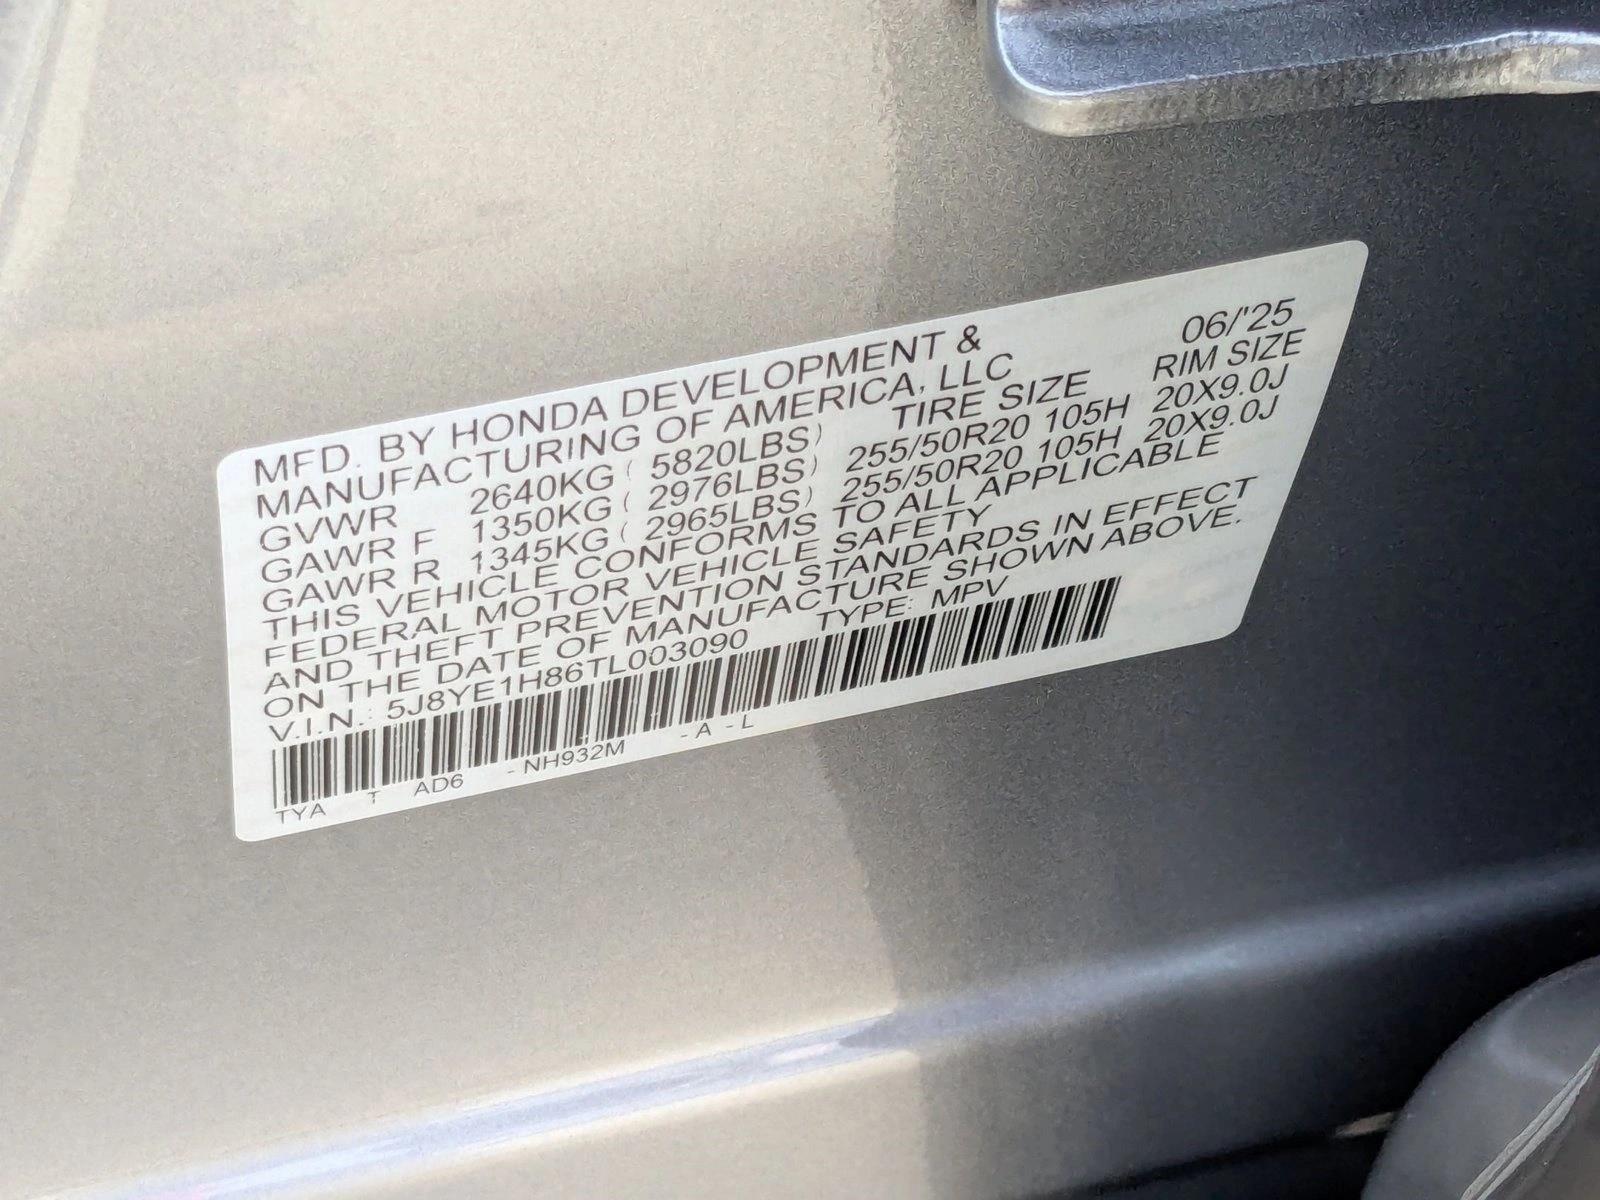 MFD. BY HONDA DEVELOPMENT & 06/'25
MANUFACTURING OF AMERICA, LLC RIM SIZE
GVWR 2640KG ( 5820LBS) TIRE SIZE
GAWR F 1350KG ( 2976LBS) 255/50R20 105H 20X9.0J
GAWR R 1345KG ( 2965LBS) 255/50R20 105H 20X9.0J
THIS VEHICLE CONFORMS TO ALL APPLICABLE
FEDERAL MOTOR VEHICLE SAFETY
AND THEFT PREVENTION STANDARDS IN EFFECT
ON THE DATE OF MANUFACTURE SHOWN ABOVE.
V.I.N.: 5J8YE1H86TL003090 TYPE: MPV
TYA T AD6 -NH932M -A -L